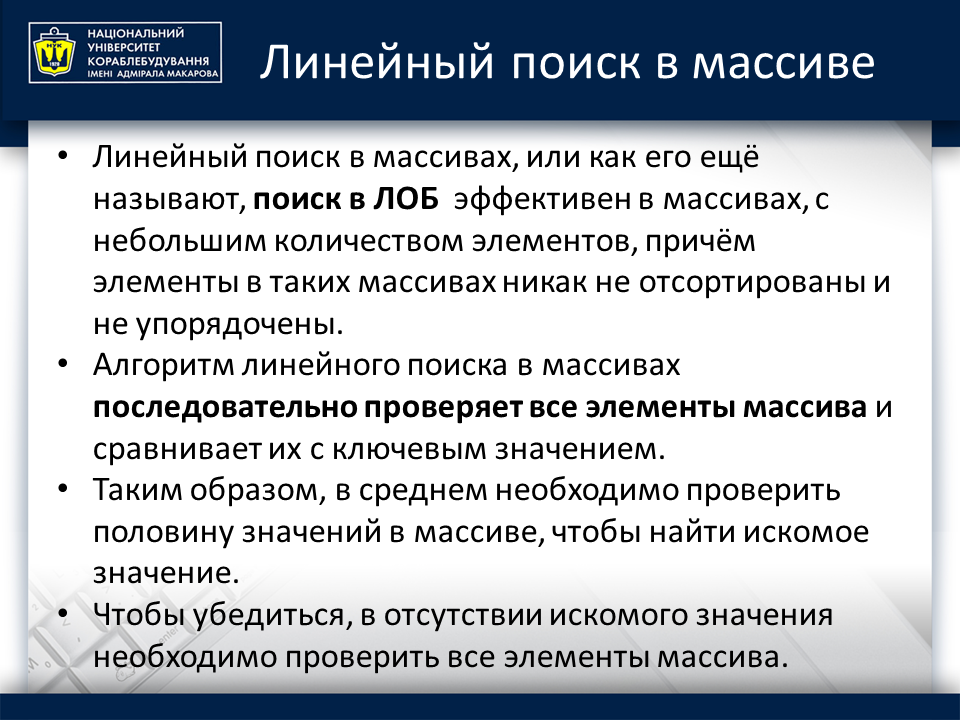 НАЦІОНАЛЬНИЙ
УНІВЕРСИТЕТ
КОРАБЛЕБУДУВАННЯ
ІМЕНІ АДМІРАЛА МАКАРОВА
НУК
1920
Линейный поиск в массиве
• Линейный поиск в массивах, или как его ещё
называют, поиск в ЛОБ эффективен в массивах, с
небольшим количеством элементов, причём
элементы в таких массивах никак не отсортированы и
не упорядочены.
• Алгоритм линейного поиска в массивах
последовательно проверяет все элементы массива и
сравнивает их с ключевым значением.
• Таким образом, в среднем необходимо проверить
половину значений в массиве, чтобы найти искомое
значение.
• Чтобы убедиться, в отсутствии искомого значения
необходимо проверить все элементы массива.